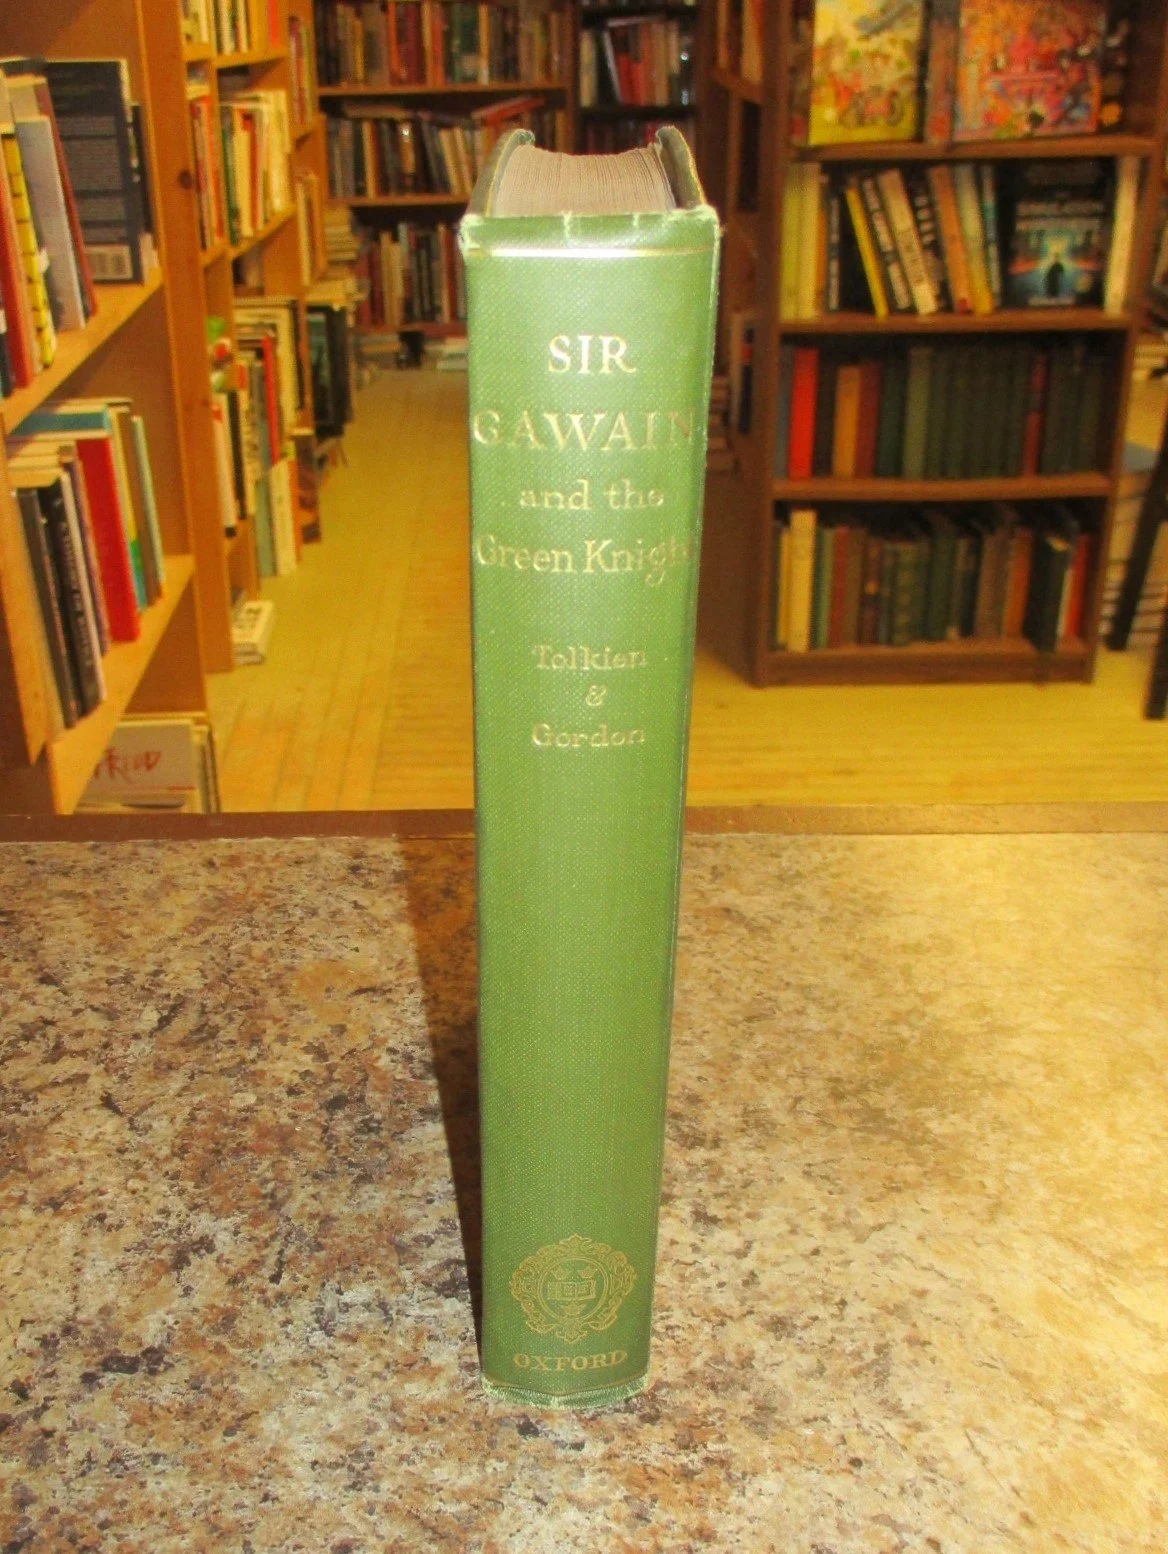 SIR
GAWAIN
and the
Green Knight
Tolkien
&
Gordon
OXFORD